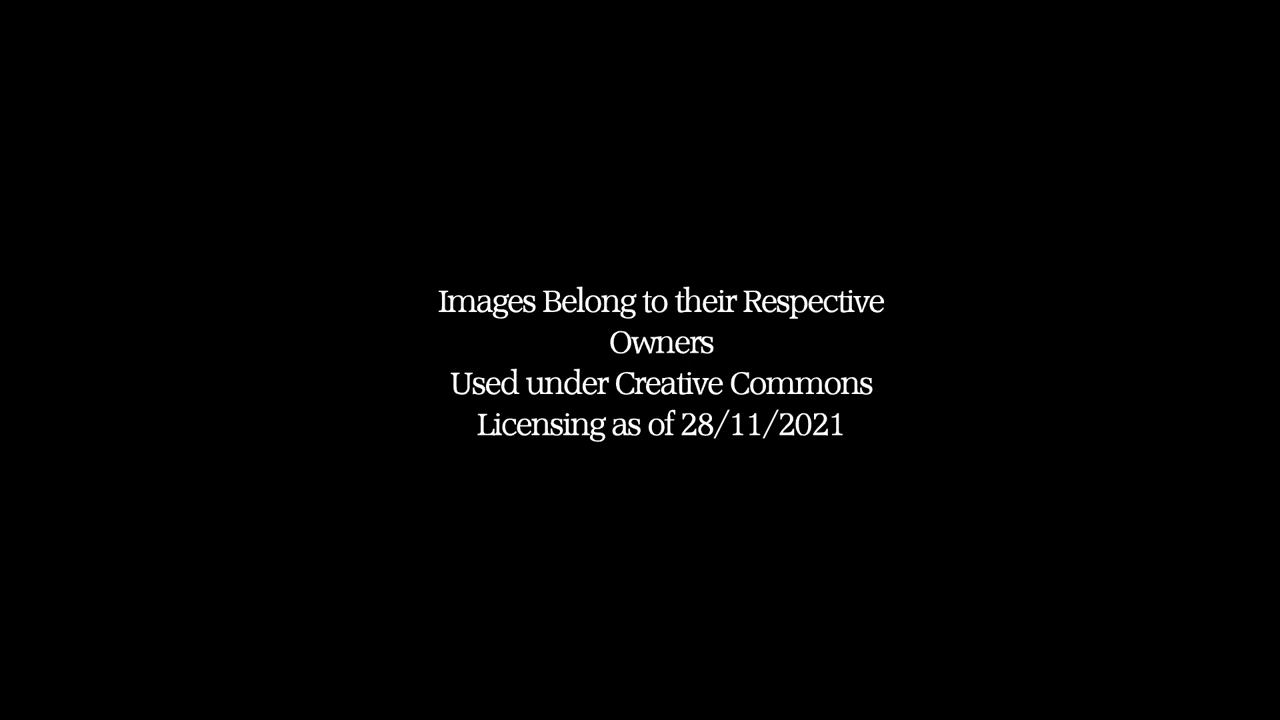 Images Belong to their Respective
Owners
Used under Creative Commons
Licensing as of 28/11/2021